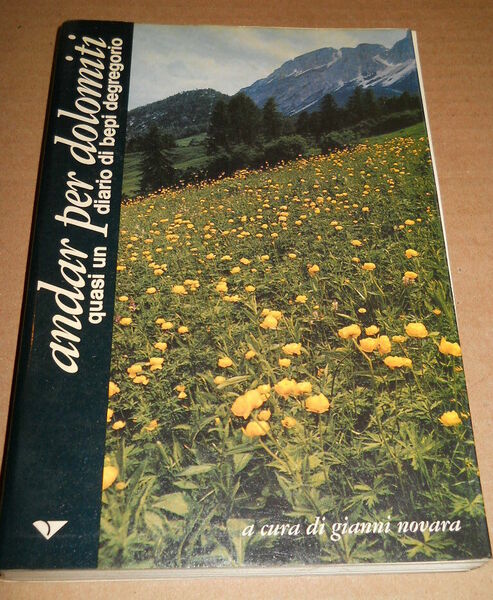 andar per dolomiti
quasi un diario di bepi degregorio
a cura di gianni novara